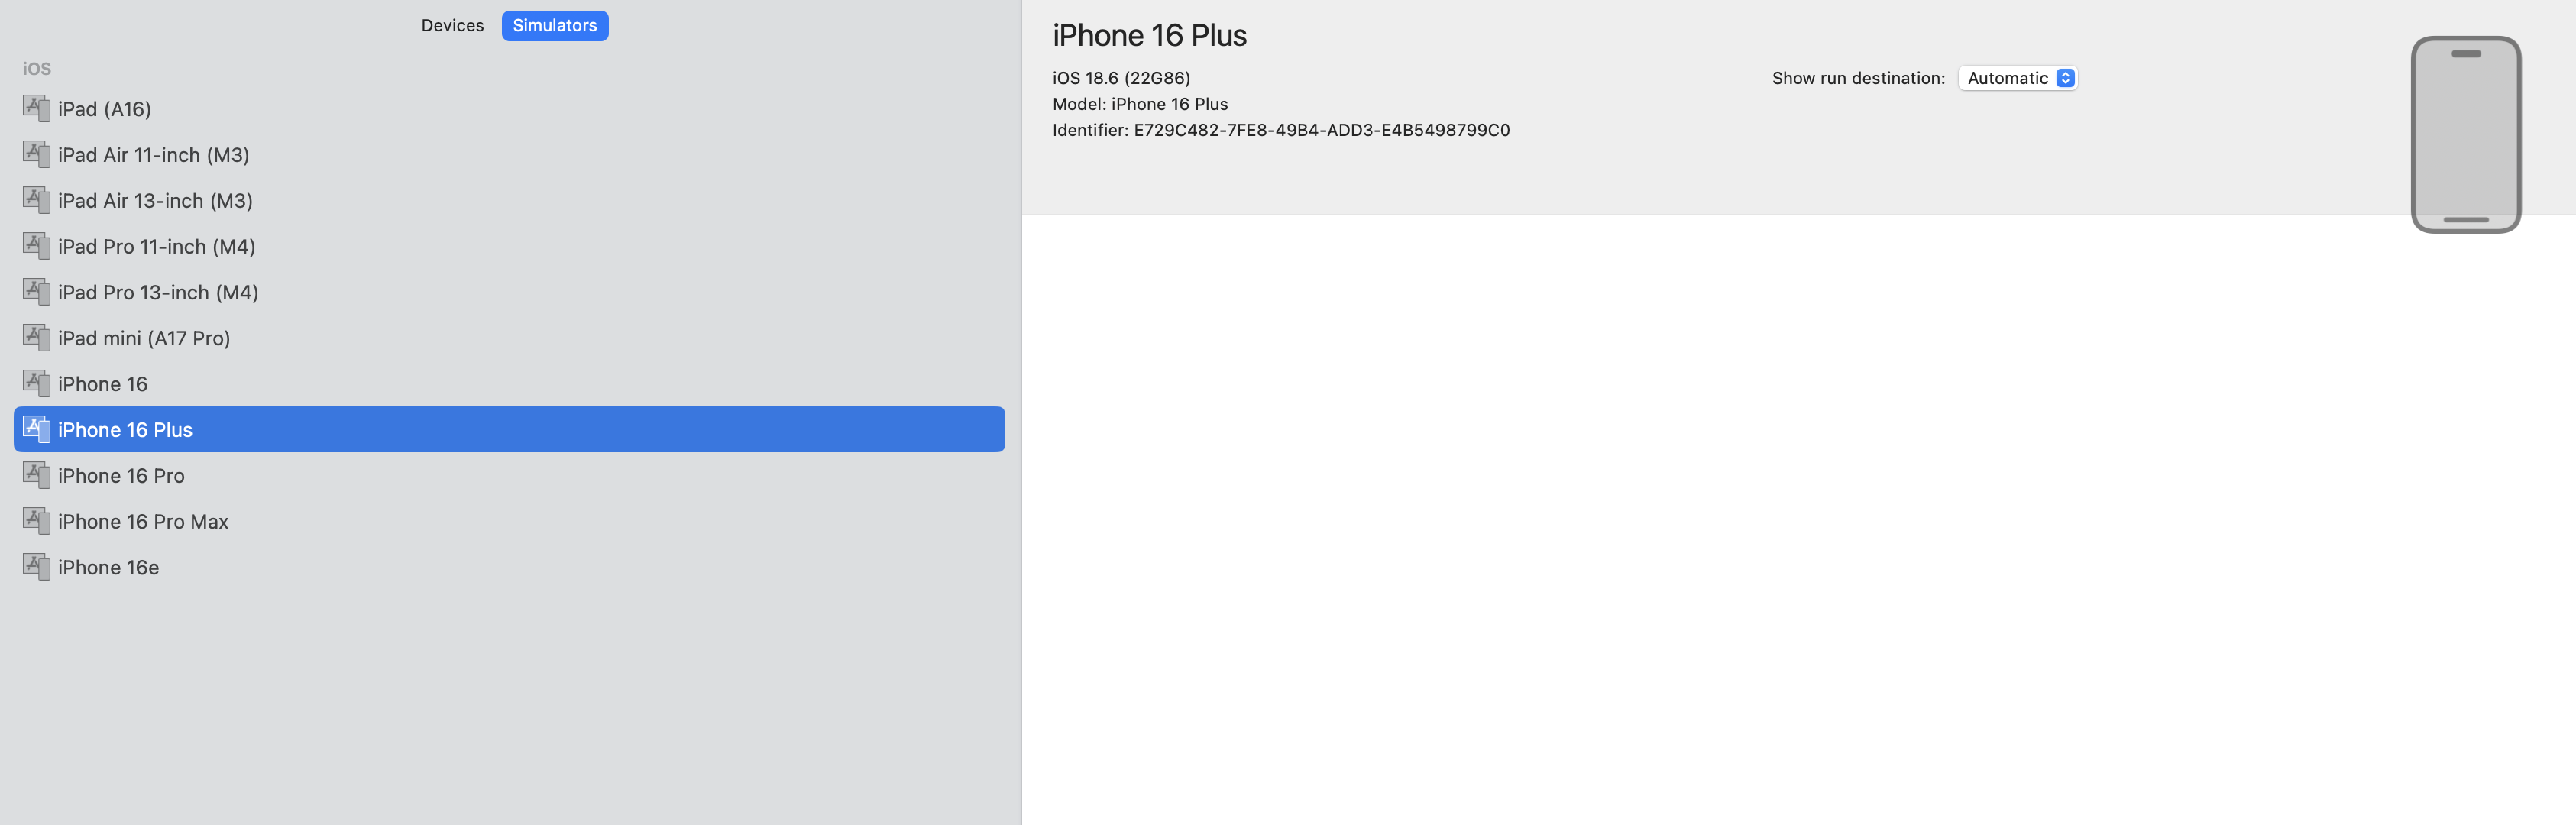 Devices
Simulators
iOS
iPad (A16)
iPad Air 11-inch (M3)
iPad Air 13-inch (M3)
iPad Pro 11-inch (M4)
iPad Pro 13-inch (M4)
iPad mini (A17 Pro)
iPhone 16
iPhone 16 Plus
iPhone 16 Pro
iPhone 16 Pro Max
iPhone 16e
iPhone 16 Plus
iOS 18.6 (22G86)
Model: iPhone 16 Plus
Identifier: E729C482-7FE8-49B4-ADD3-E4B5498799C0
Show run destination: Automatic